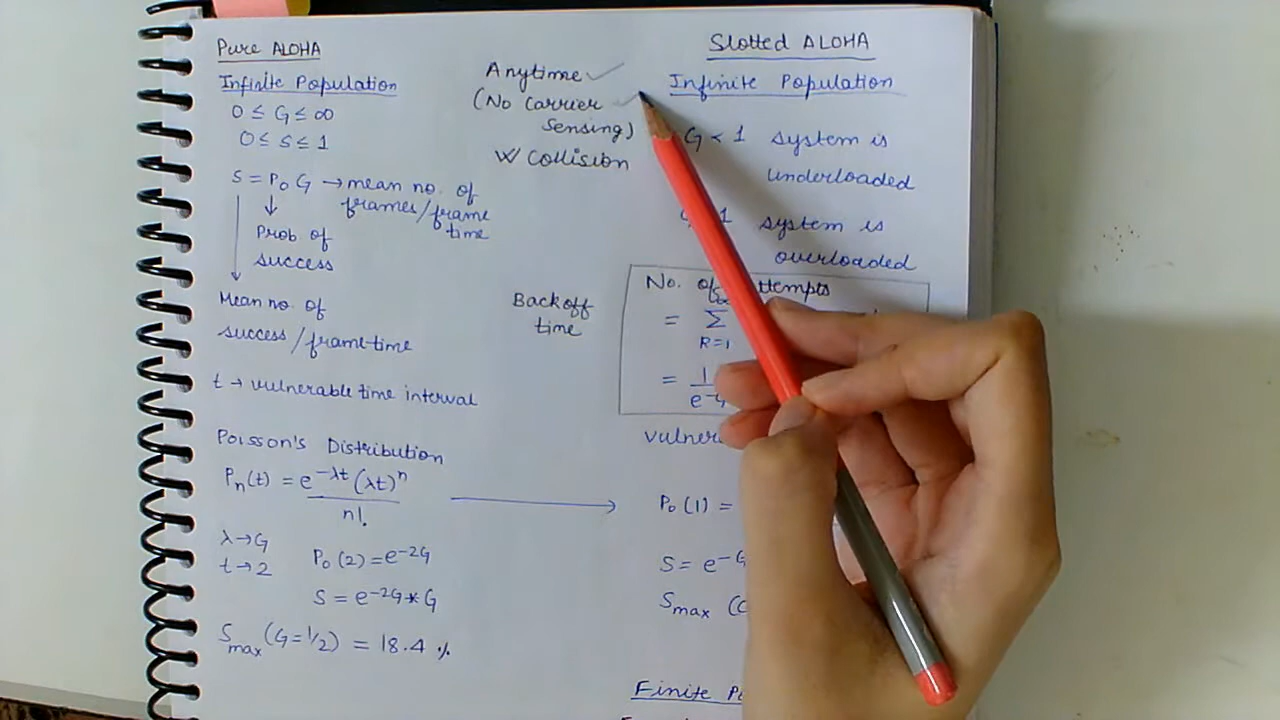 Pure ALOHA
Infinite Population
0 ≤ G ≤ ∞
0 ≤ S ≤ 1
S = P₀ G → mean no. of
frames/frame
time
Prob of
success
Mean no. of
success/frame time
t → vulnerable time interval
Poisson's Distribution
Pn(t) = e^-λt (λt)^n
n!
λ → G
t → 2
P₀(2) = e^-2G
S = e^-2G * G
Smax (G = 1/2) = 18.4 %
Anytime ✓
(No carrier
sensing)
W Collision
Backoff
time
Slotted ALOHA
Infinite Population
G < 1 system is
underloaded
1 system is
overloaded
No. of
= Σ
R=1
= 1
e^-G
P₀(1) =
S = e^-G
Smax
Finite